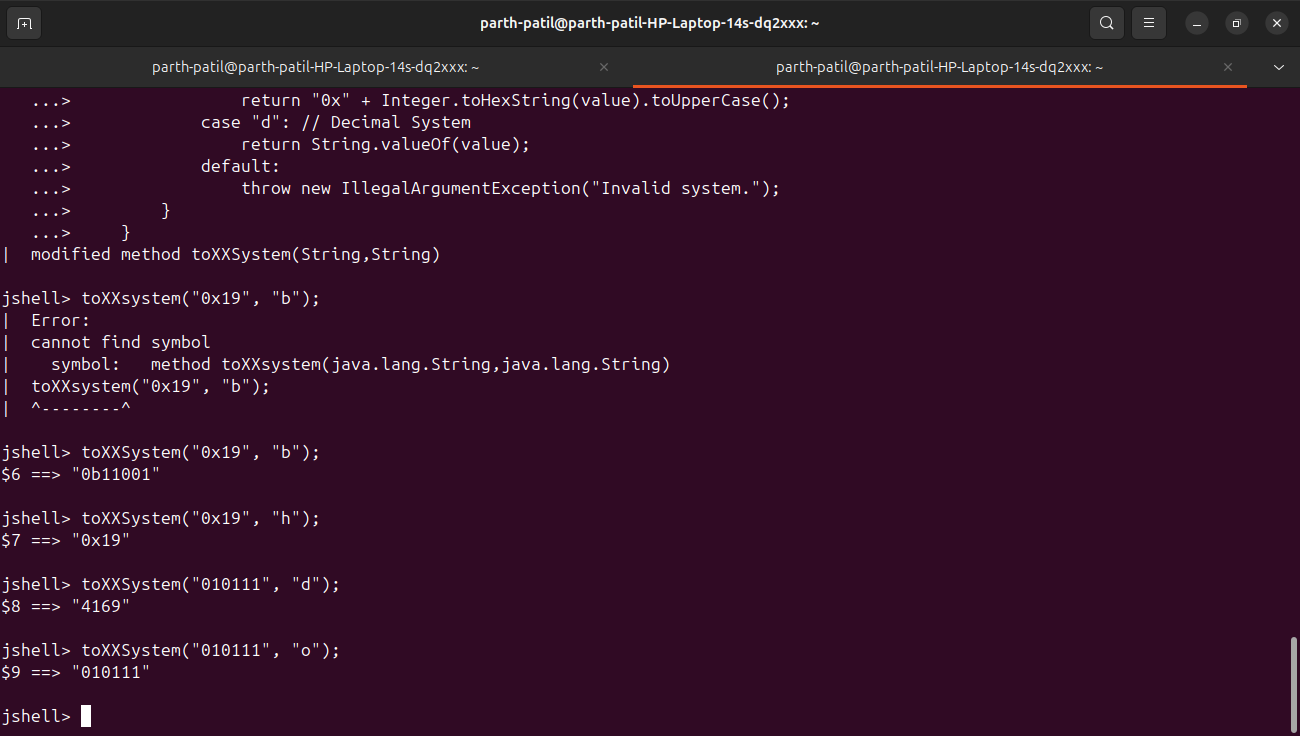 parth-patil@parth-patil-HP-Laptop-14s-dq2xxx: ~
parth-patil@parth-patil-HP-Laptop-14s-dq2xxx: ~
parth-patil@parth-patil-HP-Laptop-14s-dq2xxx: ~
   ...>                 return "0x" + Integer.toHexString(value).toUpperCase();
   ...>             case "d": // Decimal System
   ...>                 return String.valueOf(value);
   ...>             default:
   ...>                 throw new IllegalArgumentException("Invalid system.");
   ...>         }
   ...>     }
|  modified method toXXSystem(String,String)
jshell> toXXsystem("0x19", "b");
|  Error:
|  cannot find symbol
|    symbol:   method toXXsystem(java.lang.String,java.lang.String)
|  toXXsystem("0x19", "b");
|  ^--------^
jshell> toXXSystem("0x19", "b");
$6 ==> "0b11001"
jshell> toXXSystem("0x19", "h");
$7 ==> "0x19"
jshell> toXXSystem("010111", "d");
$8 ==> "4169"
jshell> toXXSystem("010111", "o");
$9 ==> "010111"
jshell>